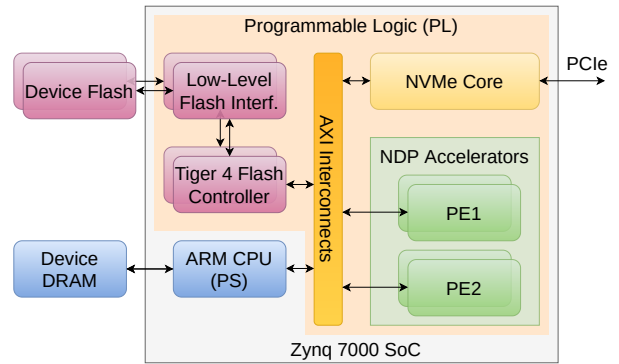 Programmable Logic (PL)
Device Flash
Low-Level
Flash Interf.
Tiger 4 Flash
Controller
AXI Interconnects
NVMe Core
PCIe
NDP Accelerators
PE1
PE2
Device
DRAM
ARM CPU
(PS)
Zynq 7000 SoC